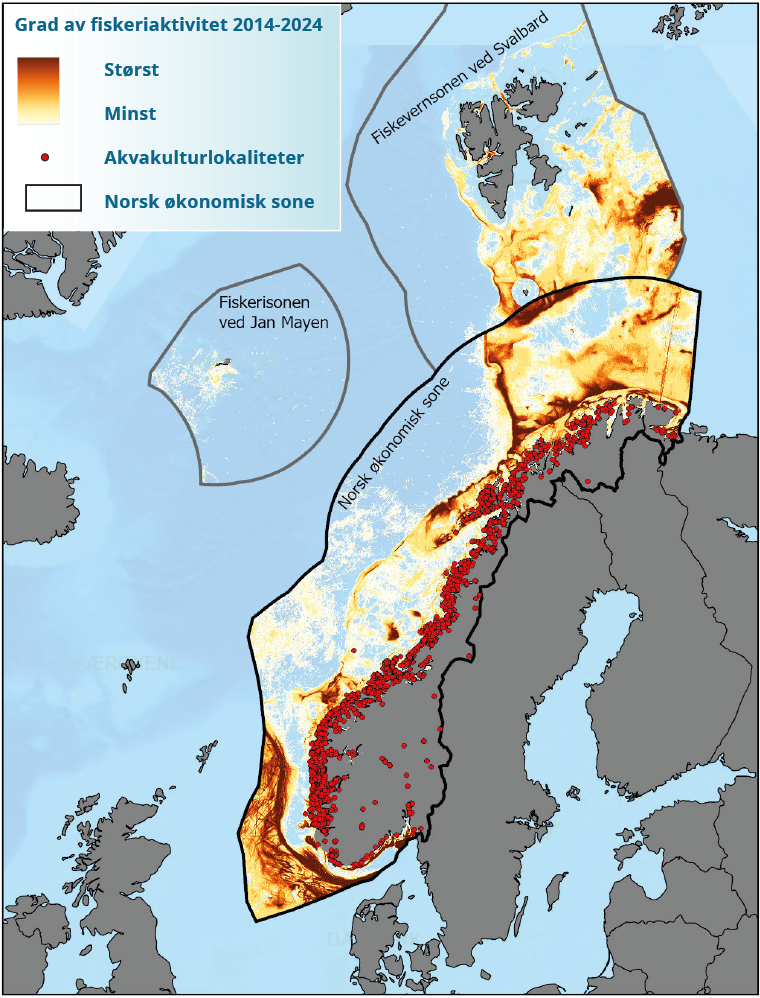 Grad av fiskeriaktivitet 2014-2024
Størst
Minst
Akvakulturlokaliteter
Norsk økonomisk sone
Fiskevernsonen ved Svalbard
Fiskerisonen
ved Jan Mayen
Norsk økonomisk sone